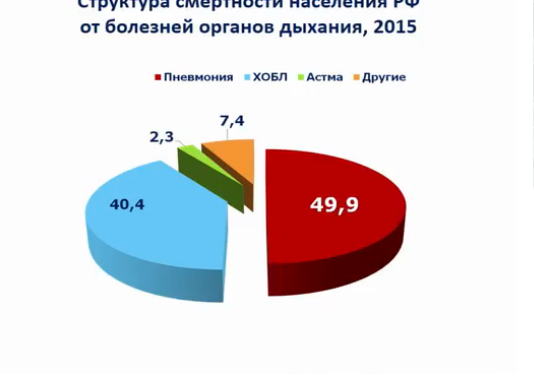 Структура смертности населения РФ
от болезней органов дыхания, 2015
Пневмония ХОБЛ Астма Другие
7,4
2,3
40,4
49,9